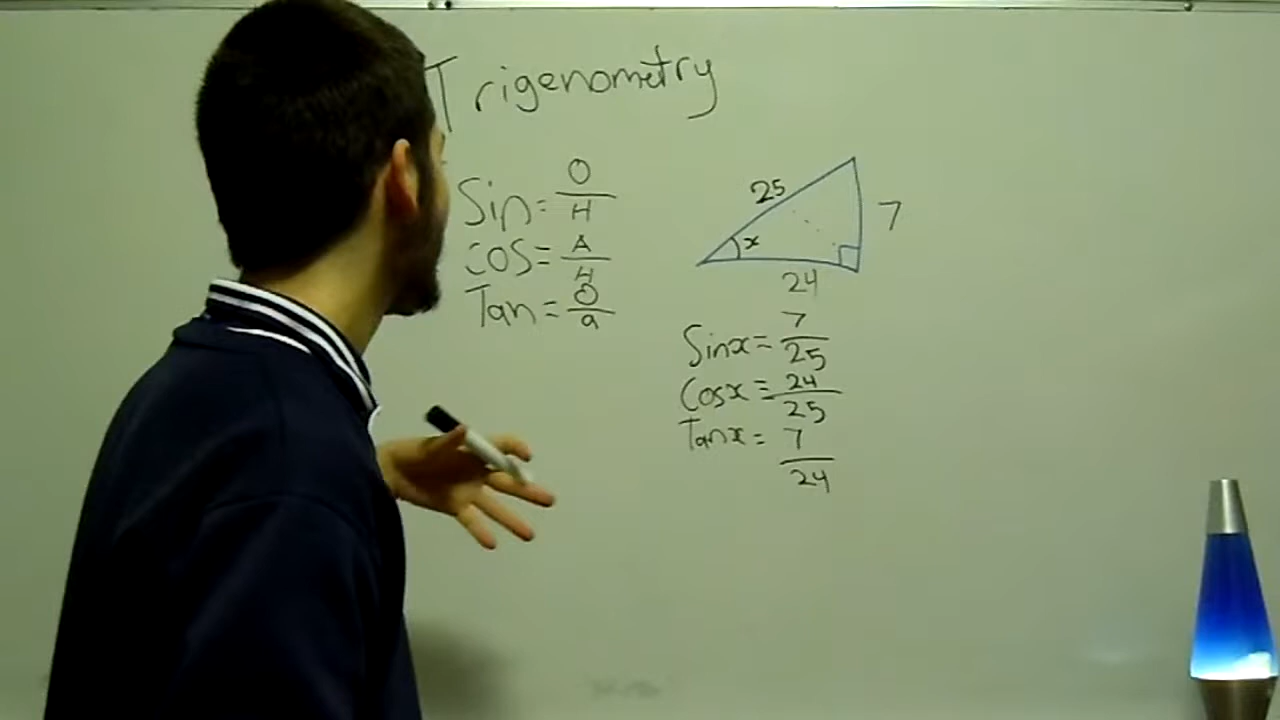 Trigenometry
Sin = O/H
Cos = A/H
Tan = O/a
25
7
x
24
Sinx = 7/25
Cosx = 24/25
Tanx = 7/24